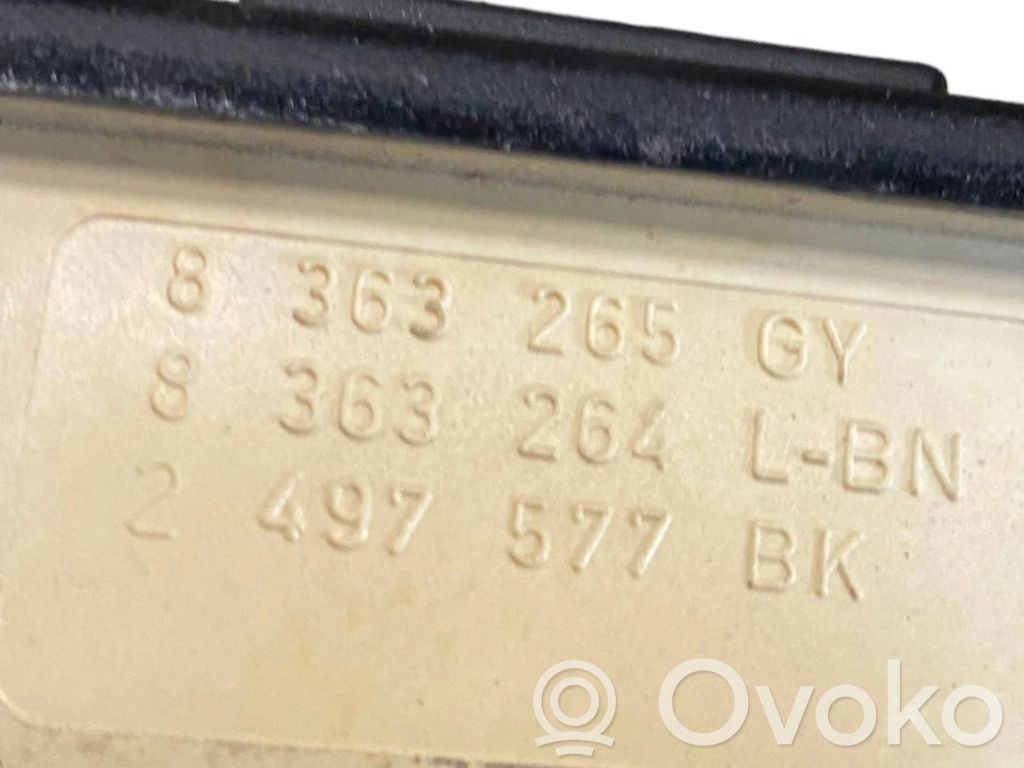 8 363 265 GY
8 363 264 L-BN
2 497 577 BK
Ovoko